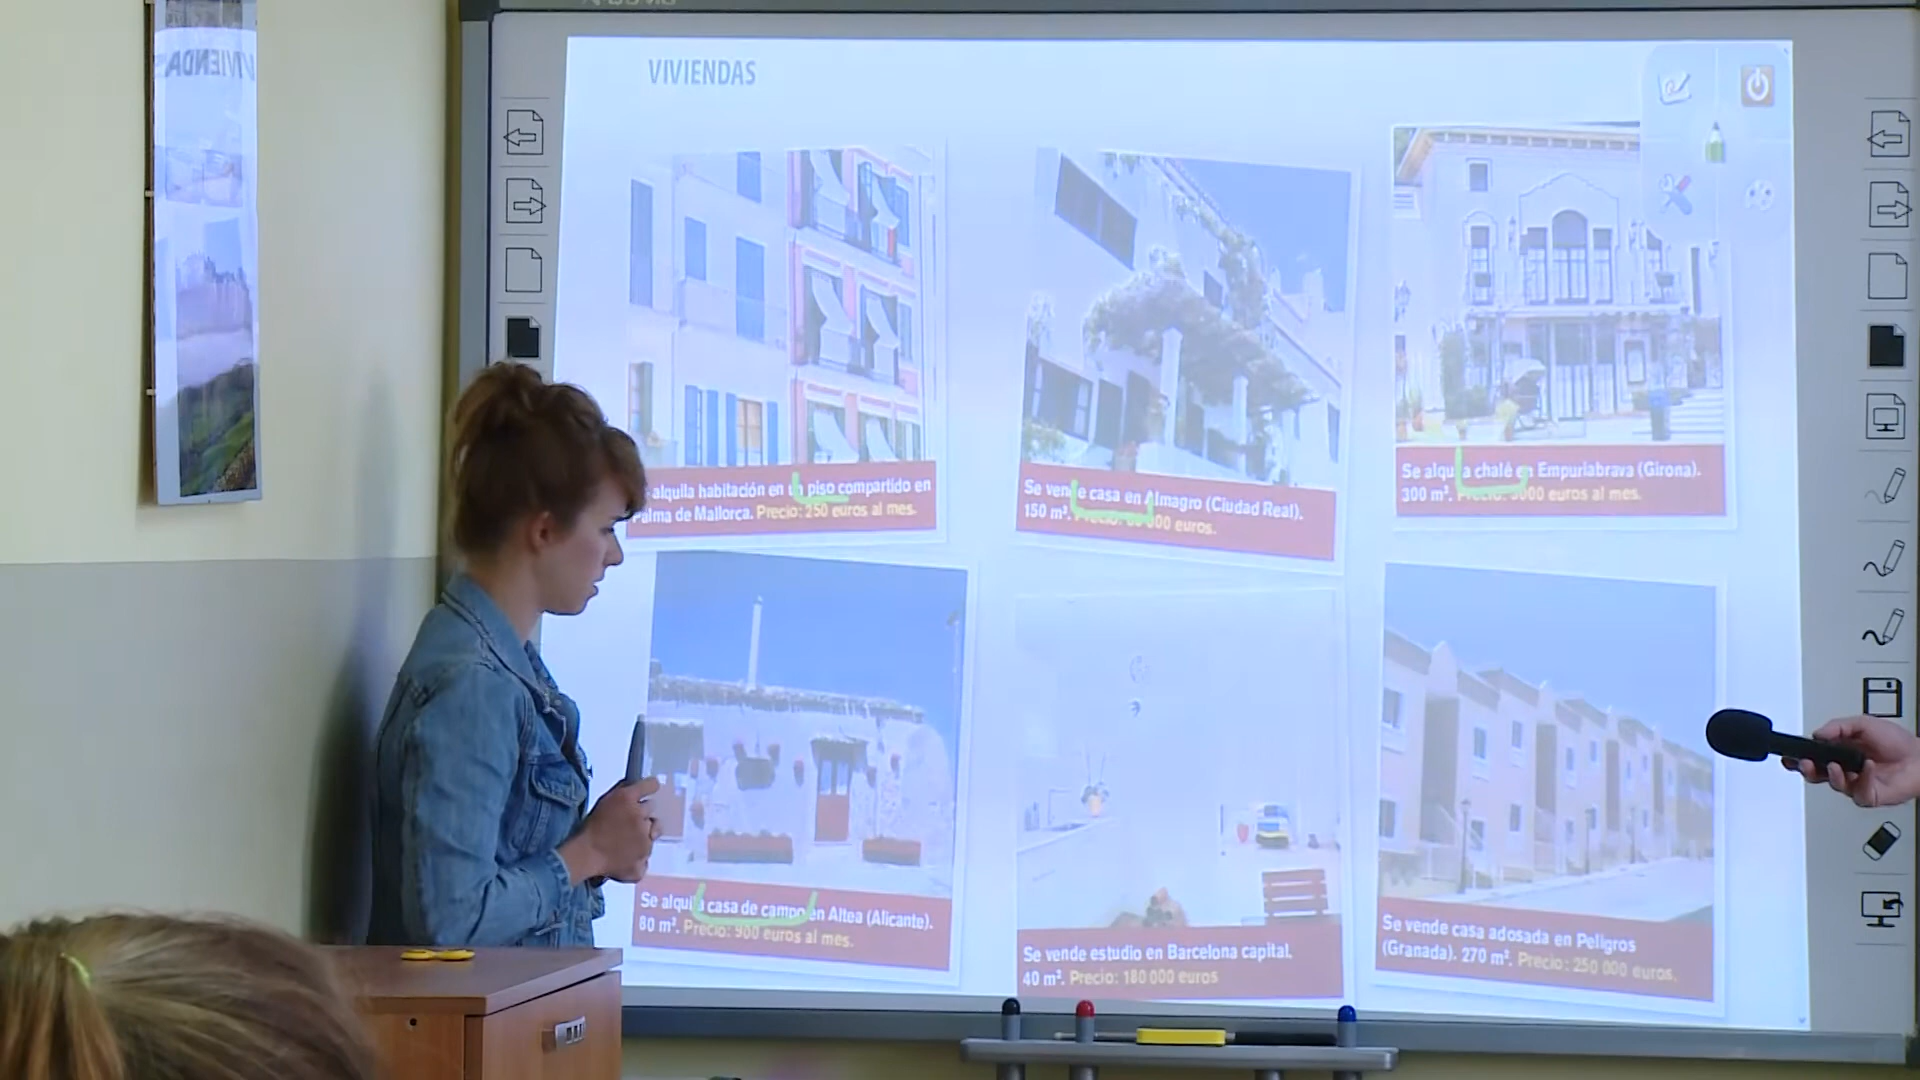 VIVIENDAS
VIVIENDAS
alquila habitación en un piso compartido en
Palma de Mallorca. Precio: 250 euros al mes.
Se vende casa en Almagro (Ciudad Real).
150 m². Precio: 000 euros.
Se alquila chalé en Empuriabrava (Girona).
300 m². Precio: 3000 euros al mes.
Se alquila casa de campo en Altea (Alicante).
80 m². Precio: 900 euros al mes.
Se vende estudio en Barcelona capital.
40 m². Precio: 180 000 euros
Se vende casa adosada en Peligros
(Granada). 270 m². Precio: 250 000 euros.